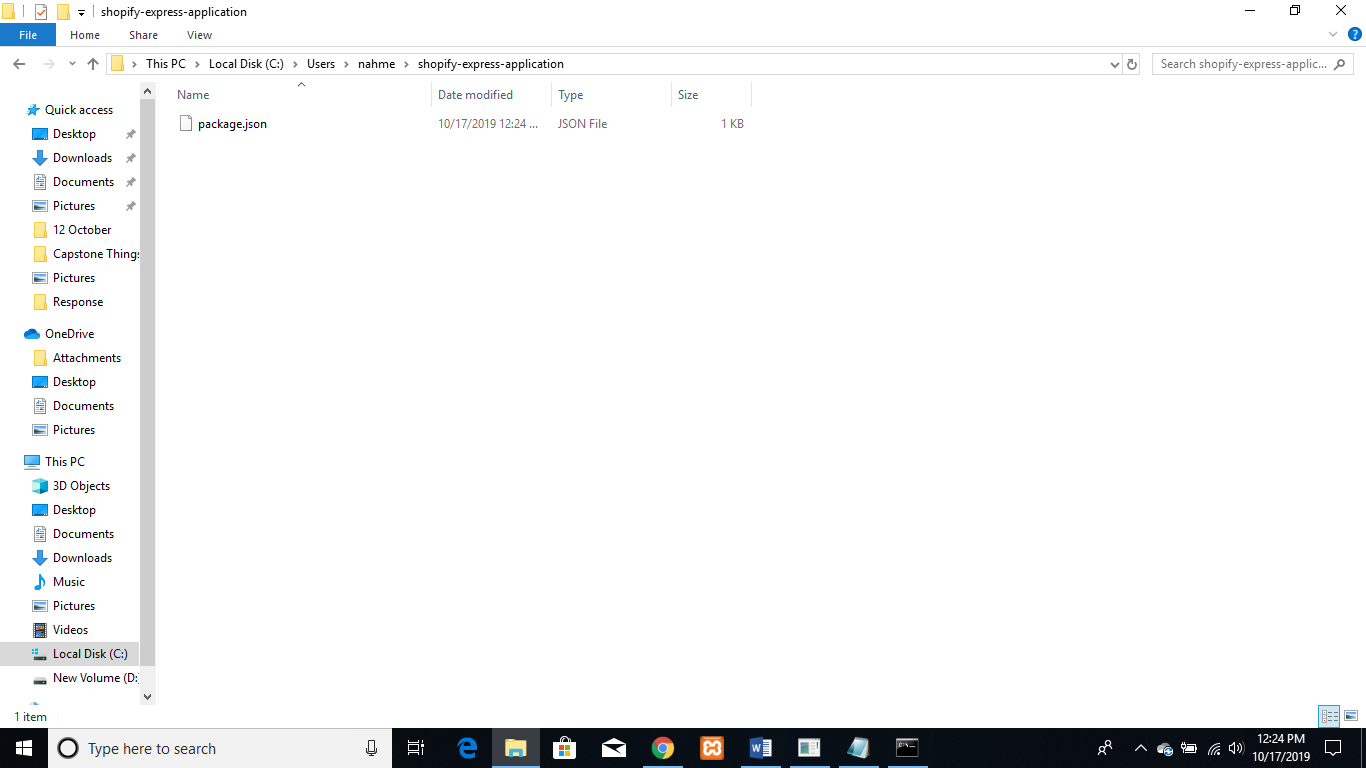 shopify-express-application
File Home Share View
This PC Local Disk (C:) Users nahme shopify-express-application
Search shopify-express-applic...
Name Date modified Type Size
package.json 10/17/2019 12:24 ... JSON File 1 KB
Quick access
Desktop
Downloads
Documents
Pictures
12 October
Capstone Things
Pictures
Response
OneDrive
Attachments
Desktop
Documents
Pictures
This PC
3D Objects
Desktop
Documents
Downloads
Music
Pictures
Videos
Local Disk (C:)
New Volume (D:
1 item
Type here to search
12:24 PM
10/17/2019